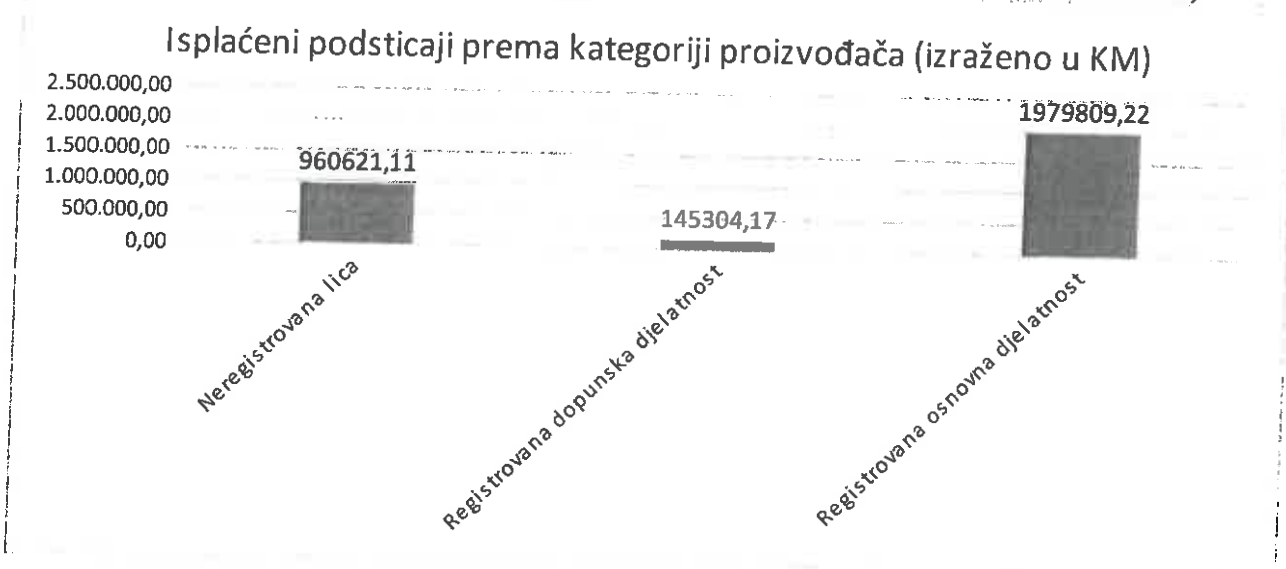 Isplaćeni podsticaji prema kategoriji proizvođača (izraženo u KM)
2.500.000,00
2.000.000,00
1.500.000,00
1.000.000,00
500.000,00
0,00
960621,11
145304,17
1979809,22
Neregistrovana lica
Registrovana dopunska djelatnost
Registrovana osnovna djelatnost